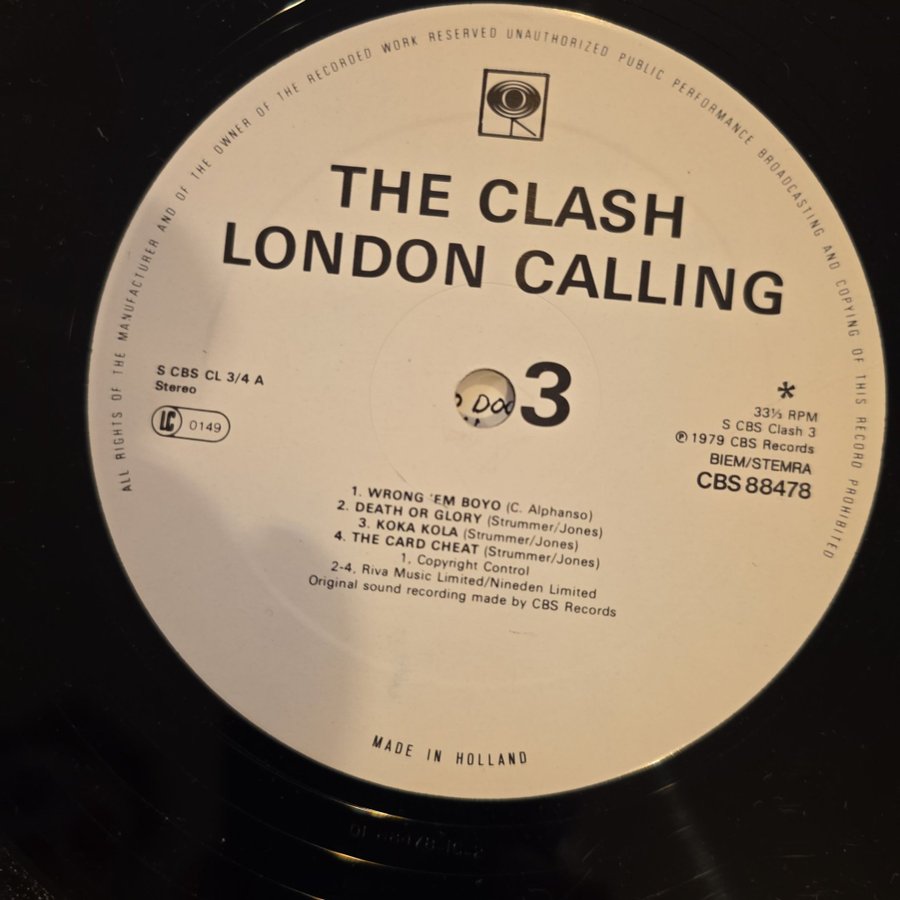 ALL RIGHTS OF THE MANUFACTURER AND OF THE OWNER OF THE RECORDED WORK RESERVED UNAUTHORIZED PUBLIC PERFORMANCE BROADCASTING AND COPYING OF THIS RECORD PROHIBITED
THE CLASH
LONDON CALLING
S CBS CL 3/4 A
Stereo
LC 0149
3
*
33⅓ RPM
S CBS Clash 3
℗ 1979 CBS Records
BIEM/STEMRA
CBS 88478
1. WRONG 'EM BOYO (C. Alphanso)
2. DEATH OR GLORY (Strummer/Jones)
3. KOKA KOLA (Strummer/Jones)
4. THE CARD CHEAT (Strummer/Jones)
1. Copyright Control
2-4. Riva Music Limited/Nineden Limited
Original sound recording made by CBS Records
MADE IN HOLLAND